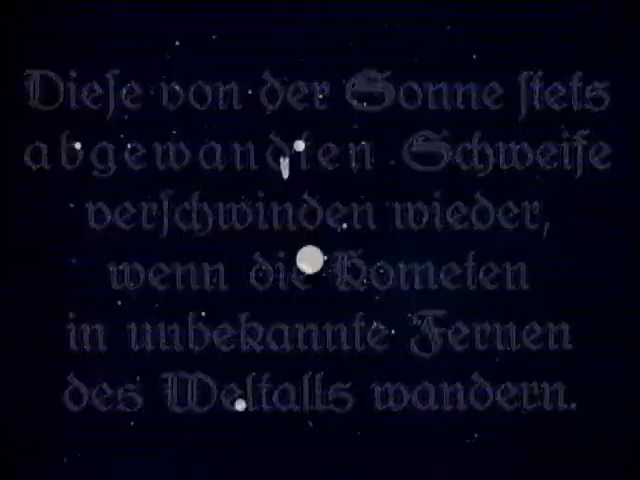 Dieſe von der Sonne ſtets
abgewandten Schweife
verſchwinden wieder,
wenn die Kometen
in unbekannte Fernen
des Weltalls wandern.